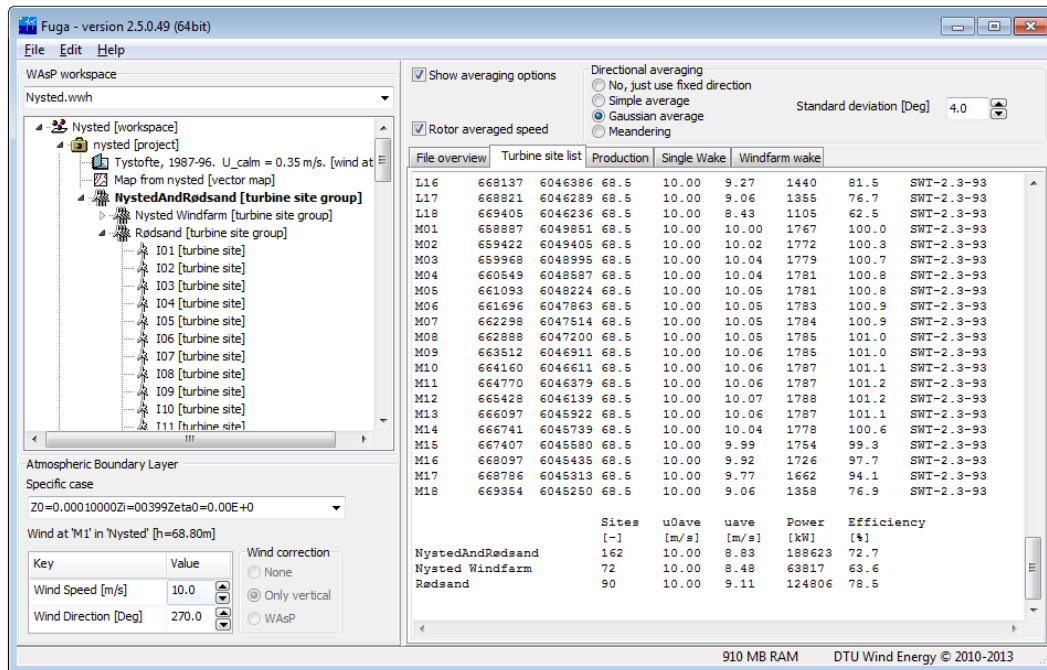 Fuga - version 2.5.0.49 (64bit)
File Edit Help
WAsP workspace
Nysted.wwh
Nysted [workspace]
nysted [project]
Tystofte, 1987-96. U_calm = 0.35 m/s. [wind at
Map from nysted [vector map]
NystedAndRødsand [turbine site group]
Nysted Windfarm [turbine site group]
Rødsand [turbine site group]
I01 [turbine site]
I02 [turbine site]
I03 [turbine site]
I04 [turbine site]
I05 [turbine site]
I06 [turbine site]
I07 [turbine site]
I08 [turbine site]
I09 [turbine site]
I10 [turbine site]
I11 [turbine site]
Atmospheric Boundary Layer
Specific case
Z0=0.00010000Zi=00399Zeta0=0.00E+0
Wind at 'M1' in 'Nysted' [h=68.80m]
Key Value
Wind Speed [m/s] 10.0
Wind Direction [Deg] 270.0
Wind correction
None
Only vertical
WAsP
Show averaging options
Rotor averaged speed
Directional averaging
No, just use fixed direction
Simple average
Gaussian average
Meandering
Standard deviation [Deg] 4.0
File overview Turbine site list Production Single Wake Windfarm wake
L16 668137 6046386 68.5 10.00 9.27 1440 81.5 SWT-2.3-93
L17 668821 6046289 68.5 10.00 9.06 1355 76.7 SWT-2.3-93
L18 669405 6046236 68.5 10.00 8.43 1105 62.5 SWT-2.3-93
M01 658887 6049851 68.5 10.00 10.00 1767 100.0 SWT-2.3-93
M02 659422 6049405 68.5 10.00 10.02 1772 100.3 SWT-2.3-93
M03 659968 6048995 68.5 10.00 10.04 1779 100.7 SWT-2.3-93
M04 660549 6048587 68.5 10.00 10.04 1781 100.8 SWT-2.3-93
M05 661093 6048224 68.5 10.00 10.05 1781 100.8 SWT-2.3-93
M06 661696 6047863 68.5 10.00 10.05 1783 100.9 SWT-2.3-93
M07 662298 6047514 68.5 10.00 10.05 1784 100.9 SWT-2.3-93
M08 662888 6047200 68.5 10.00 10.05 1785 101.0 SWT-2.3-93
M09 663512 6046911 68.5 10.00 10.06 1785 101.0 SWT-2.3-93
M10 664160 6046611 68.5 10.00 10.06 1787 101.1 SWT-2.3-93
M11 664770 6046379 68.5 10.00 10.06 1787 101.2 SWT-2.3-93
M12 665428 6046139 68.5 10.00 10.07 1788 101.2 SWT-2.3-93
M13 666097 6045922 68.5 10.00 10.06 1787 101.1 SWT-2.3-93
M14 666741 6045739 68.5 10.00 10.04 1778 100.6 SWT-2.3-93
M15 667407 6045580 68.5 10.00 9.99 1754 99.3 SWT-2.3-93
M16 668097 6045435 68.5 10.00 9.92 1726 97.7 SWT-2.3-93
M17 668786 6045313 68.5 10.00 9.77 1662 94.1 SWT-2.3-93
M18 669354 6045250 68.5 10.00 9.06 1358 76.9 SWT-2.3-93
Sites u0ave uave Power Efficiency
[-] [m/s] [m/s] [kW] [%]
NystedAndRødsand 162 10.00 8.83 188623 72.7
Nysted Windfarm 72 10.00 8.48 63817 63.6
Rødsand 90 10.00 9.11 124806 78.5
910 MB RAM DTU Wind Energy © 2010-2013